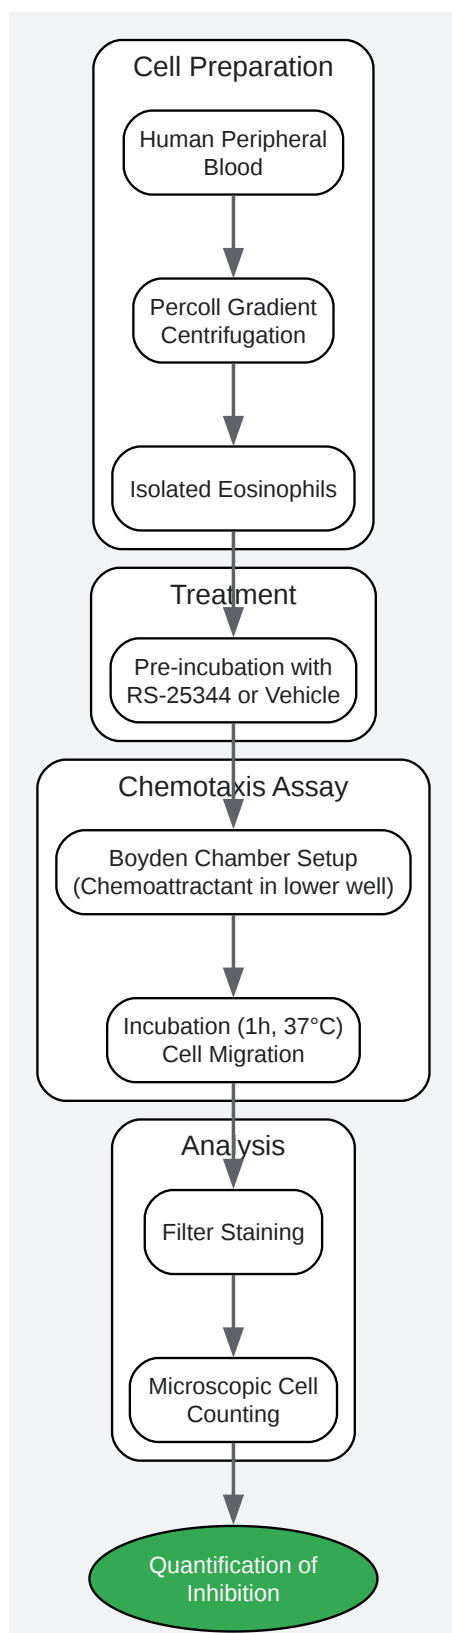 Cell Preparation
Human Peripheral
Blood
Percoll Gradient
Centrifugation
Isolated Eosinophils
Treatment
Pre-incubation with
RS-25344 or Vehicle
Chemotaxis Assay
Boyden Chamber Setup
(Chemoattractant in lower well)
Incubation (1h, 37°C)
Cell Migration
Analysis
Filter Staining
Microscopic Cell
Counting
Quantification of
Inhibition